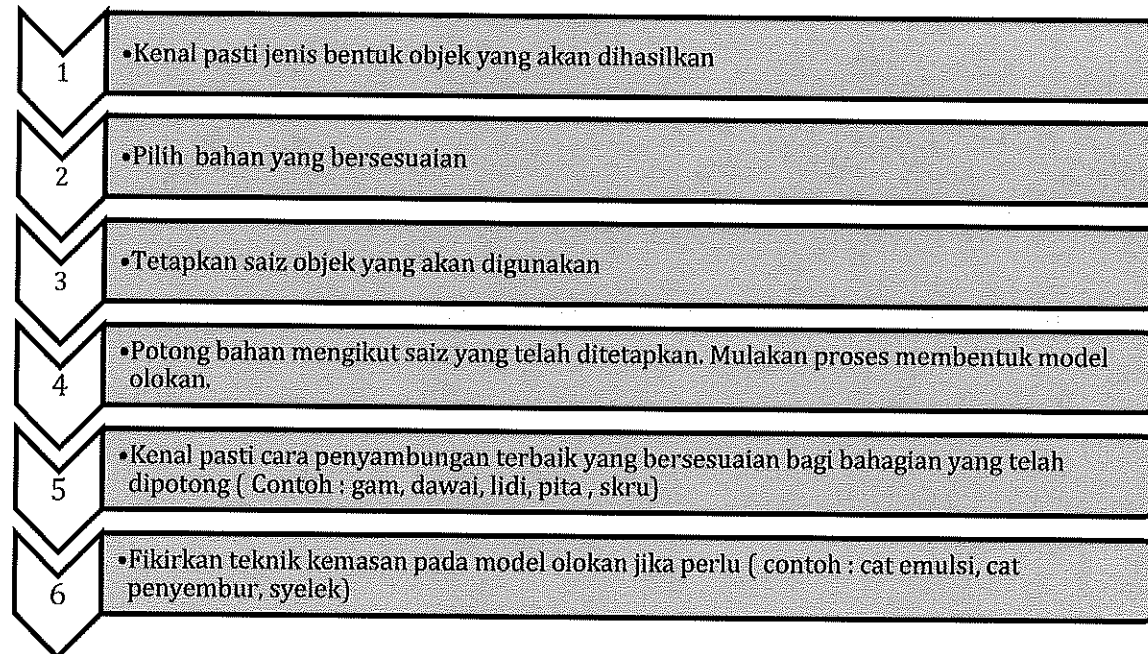 1
•Kenal pasti jenis bentuk objek yang akan dihasilkan
2
•Pilih bahan yang bersesuaian
3
•Tetapkan saiz objek yang akan digunakan
4
•Potong bahan mengikut saiz yang telah ditetapkan. Mulakan proses membentuk model
olokan.
5
•Kenal pasti cara penyambungan terbaik yang bersesuaian bagi bahagian yang telah
dipotong ( Contoh : gam, dawai, lidi, pita , skru)
6
•Fikirkan teknik kemasan pada model olokan jika perlu ( contoh : cat emulsi, cat
penyembur, syelek)